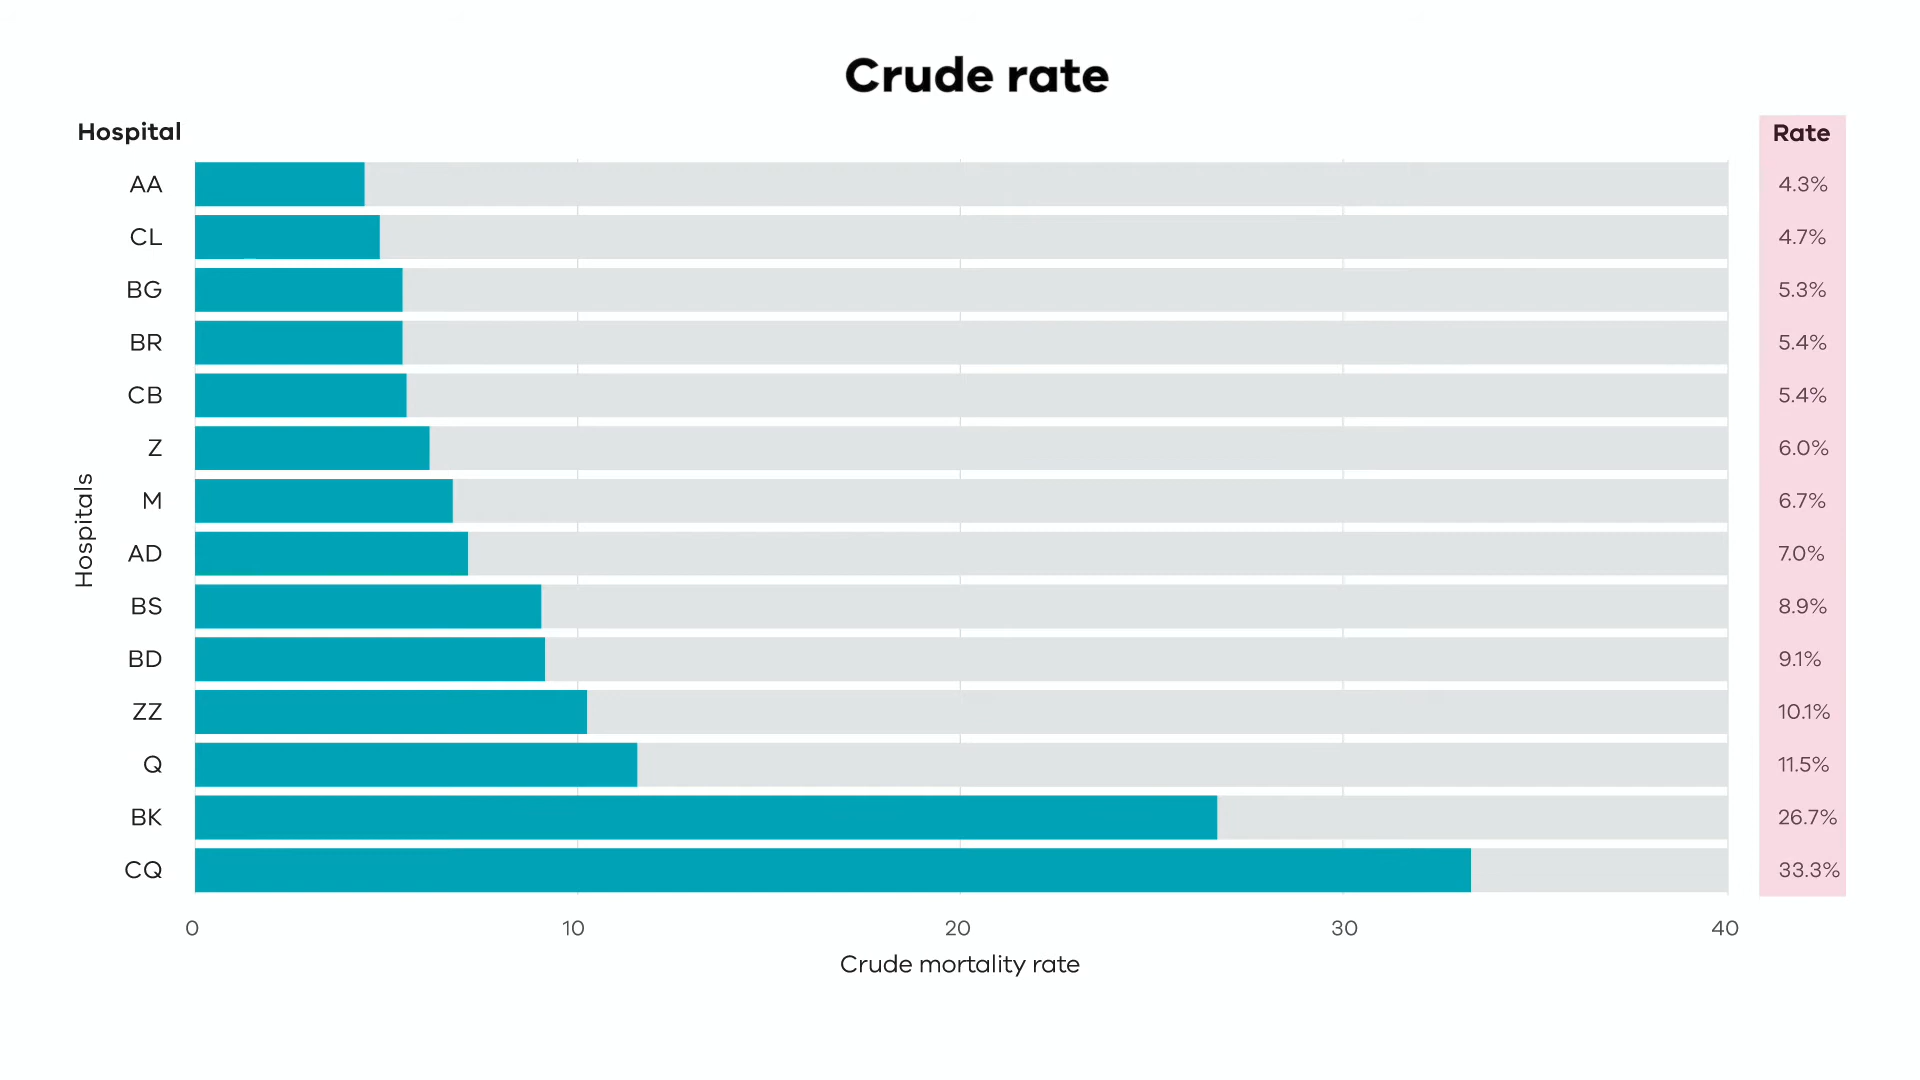 Crude rate
Hospital Rate
AA 4.3%
CL 4.7%
BG 5.3%
BR 5.4%
CB 5.4%
Z 6.0%
M 6.7%
AD 7.0%
BS 8.9%
BD 9.1%
ZZ 10.1%
Q 11.5%
BK 26.7%
CQ 33.3%
Hospitals
0 10 20 30 40
Crude mortality rate